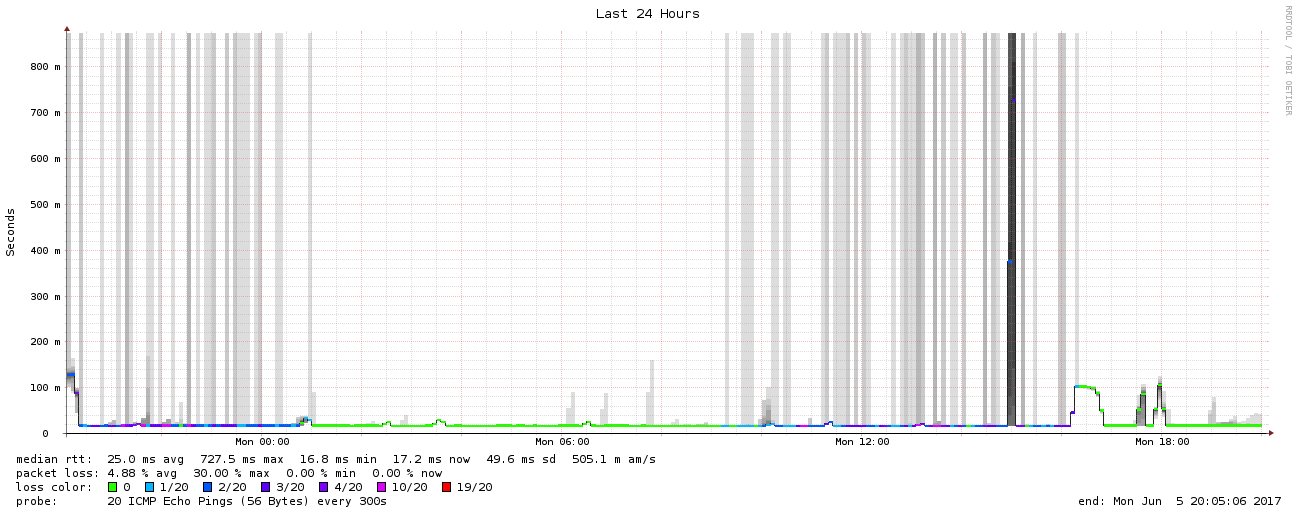 Last 24 Hours
RRDTOOL / TOBI OETIKER
Seconds
800 m
700 m
600 m
500 m
400 m
300 m
200 m
100 m
0
Mon 00:00 Mon 06:00 Mon 12:00 Mon 18:00
median rtt: 25.0 ms avg 727.5 ms max 16.8 ms min 17.2 ms now 49.6 ms sd 505.1 m am/s
packet loss: 4.88 % avg 30.00 % max 0.00 % min 0.00 % now
loss color: 0 1/20 2/20 3/20 4/20 10/20 19/20
probe: 20 ICMP Echo Pings (56 Bytes) every 300s end: Mon Jun 5 20:05:06 2017